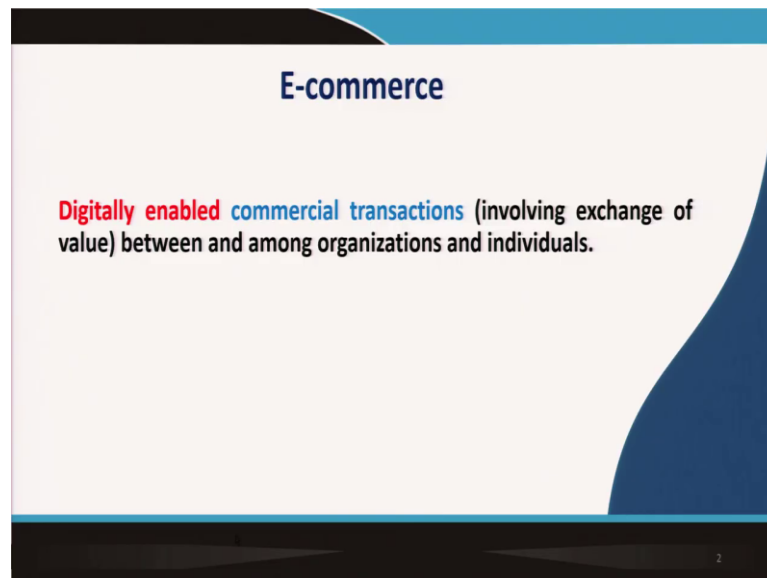 E-commerce
Digitally enabled commercial transactions (involving exchange of
value) between and among organizations and individuals.
2